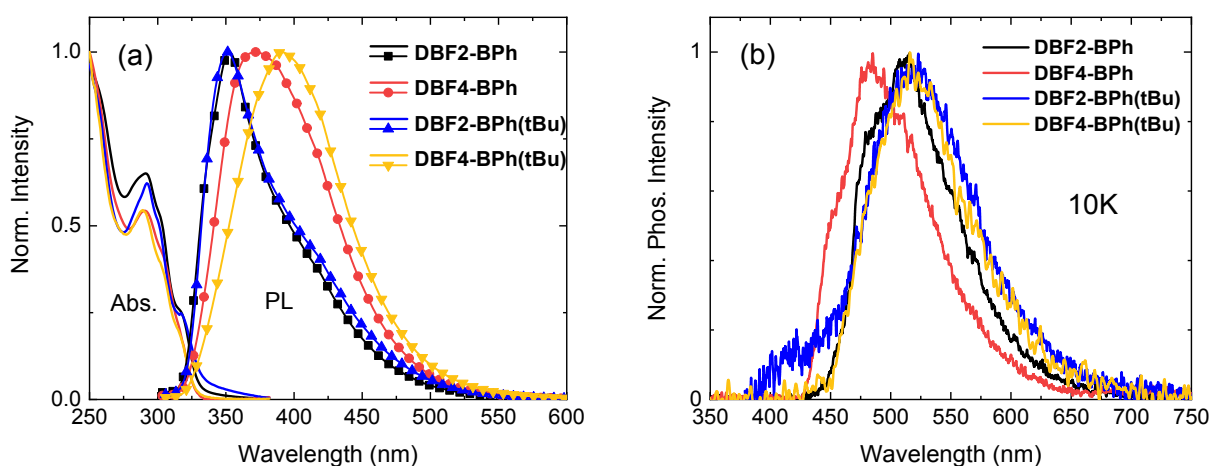 (a)
DBF2-BPh
DBF4-BPh
DBF2-BPh(tBu)
DBF4-BPh(tBu)
Abs.
PL
Norm. Intensity
1.0
0.5
0.0
250 300 350 400 450 500 550 600
Wavelength (nm)
(b)
DBF2-BPh
DBF4-BPh
DBF2-BPh(tBu)
DBF4-BPh(tBu)
10K
Norm. Phos. Intensity
1
0
350 400 450 500 550 600 650 700 750
Wavelength (nm)